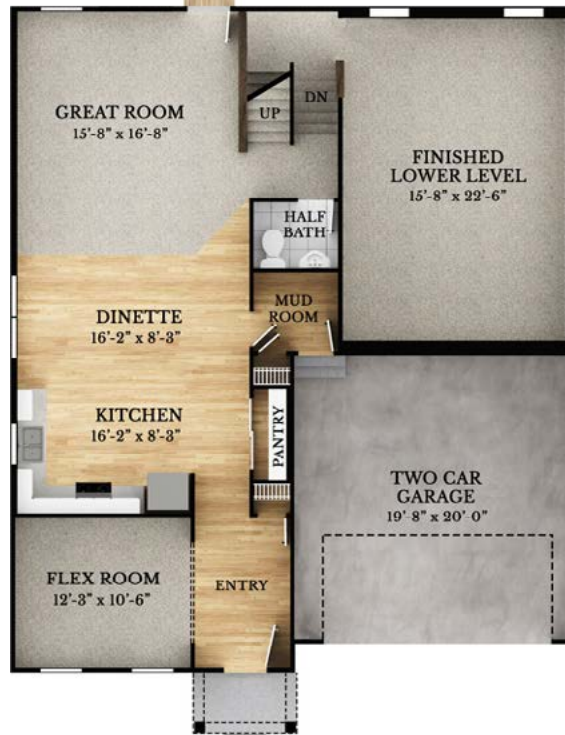 GREAT ROOM
15'-8" x 16'-8"
UP
DN
FINISHED
LOWER LEVEL
15'-8" x 22'-6"
HALF
BATH
MUD
ROOM
DINETTE
16'-2" x 8'-3"
KITCHEN
16'-2" x 8'-3"
PANTRY
TWO CAR
GARAGE
19'-8" x 20'-0"
FLEX ROOM
12'-3" x 10'-6"
ENTRY